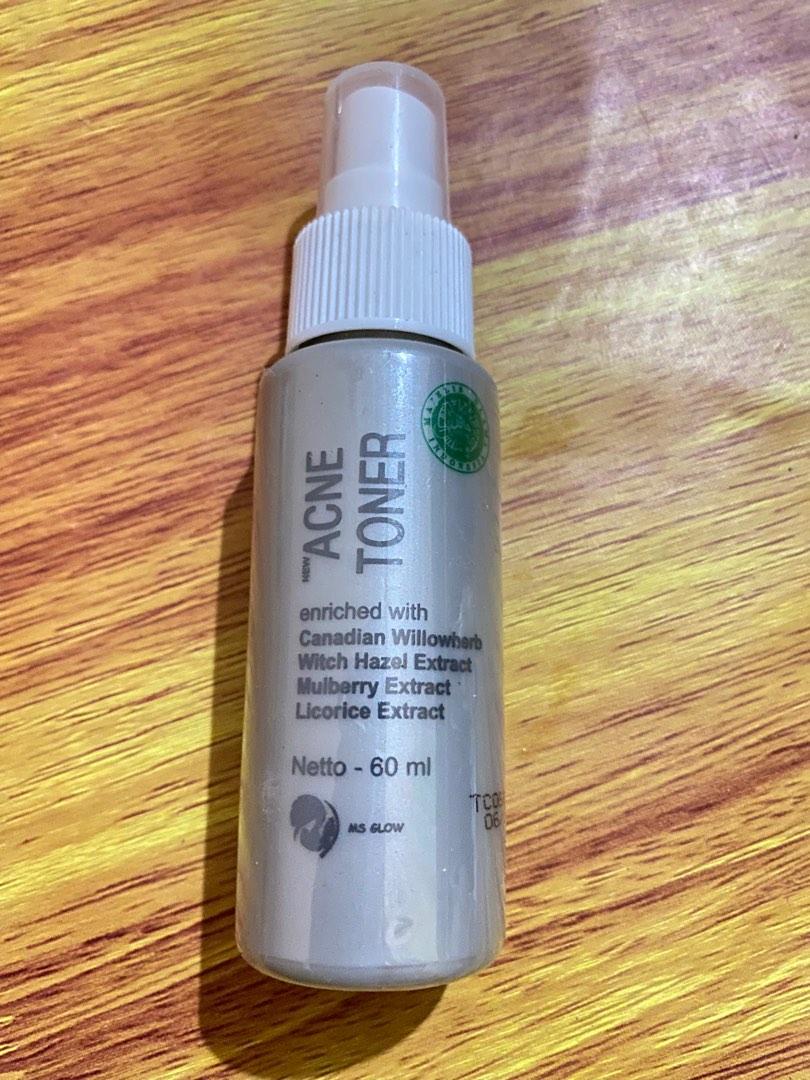 NEW ACNE
TONER
enriched with
Canadian Willowherb
Witch Hazel Extract
Mulberry Extract
Licorice Extract
Netto - 60 ml
MS GLOW